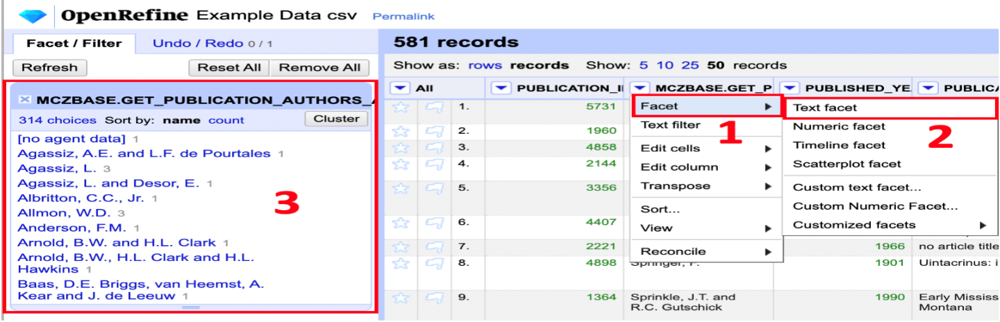 OpenRefine Example Data csv Permalink
Facet / Filter Undo / Redo 0 / 1
Refresh Reset All Remove All
MCZBASE.GET_PUBLICATION_AUTHORS_
314 choices Sort by: name count Cluster
[no agent data] 1
Agassiz, A.E. and L.F. de Pourtales 1
Agassiz, L. 3
Agassiz, L. and Desor, E. 1
Albritton, C.C., Jr. 1
Allmon, W.D. 3
Anderson, F.M. 1
Arnold, B.W. and H.L. Clark 1
Arnold, B.W., H.L. Clark and H.L.
Hawkins 1
Baas, D.E. Briggs, van Heemst, A.
Kear and J. de Leeuw 1
3
581 records
Show as: rows records Show: 5 10 25 50 records
All PUBLICATION_I MCZBASE.GET_P PUBLISHED_YE PUBLICA
1. 5731
2. 1960
3. 4858
4. 2144
5. 3356
6. 4407
7. 2221 1966 no article title
8. 4898 Springer, F. 1901 Uintacrinus: i
9. 1364 Sprinkle, J.T. and 1990 Early Mississ
R.C. Gutschick Montana
Facet
Text filter
Edit cells
Edit column
Transpose
Sort...
View
Reconcile
1
Text facet
Numeric facet
Timeline facet
Scatterplot facet
Custom text facet...
Custom Numeric Facet...
Customized facets
2